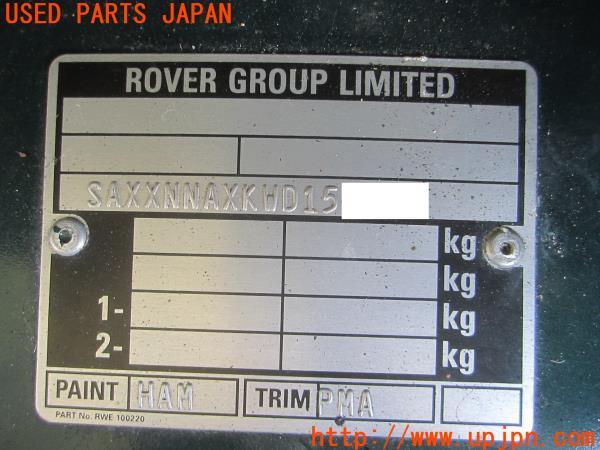 USED PARTS JAPAN
ROVER GROUP LIMITED
SAXXNNAXKWD15
kg
kg
1- kg
2- kg
PAINT HAM TRIM PMA
PART No. RWE 100220
http://www.upjpn.com/